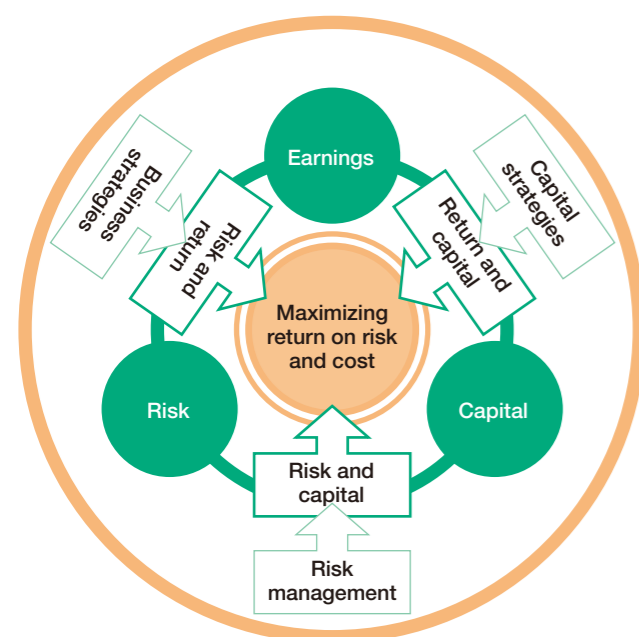 Earnings
Business
strategies
Risk and
return
Return and
capital
Capital
strategies
Maximizing
return on risk
and cost
Risk
Capital
Risk and
capital
Risk
management